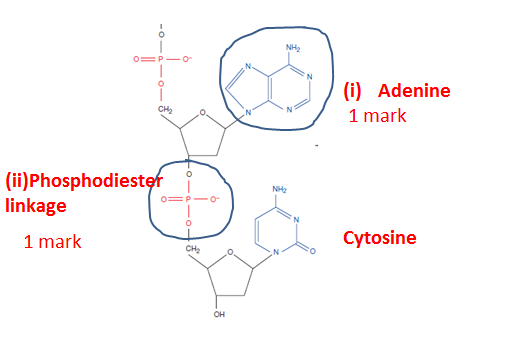 O
O=P—O-
O
CH₂
O
NH₂
N
N
N
N
(i) Adenine
1 mark
(ii)Phosphodiester
linkage
1 mark
O
O=P—O-
O
CH₂
O
OH
NH₂
N
N
O
Cytosine